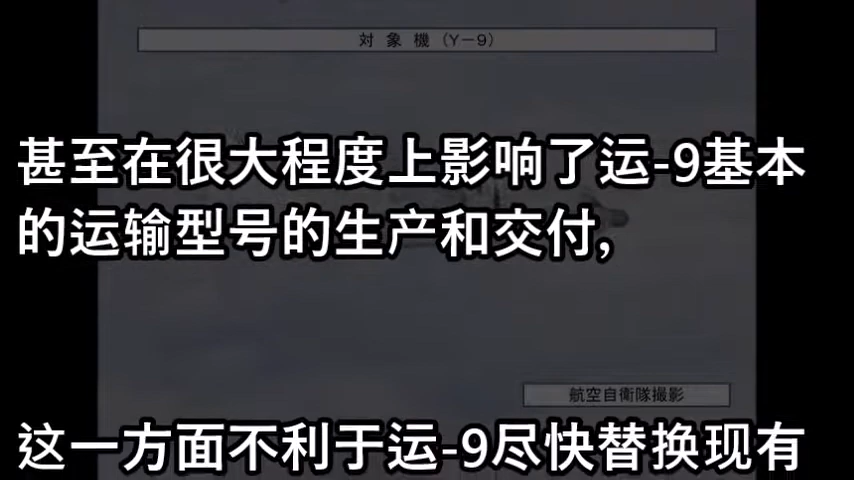 対象機(Y-9)
甚至在很大程度上影响了运-9基本
的运输型号的生产和交付,
航空自衛隊撮影
这一方面不利于运-9尽快替换现有